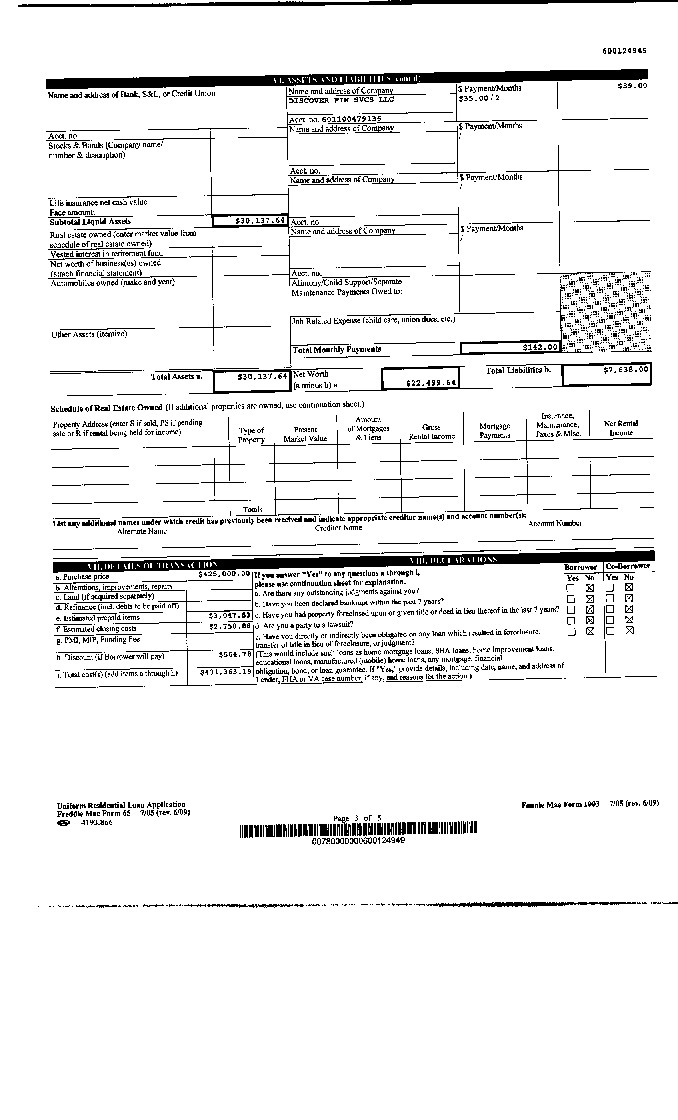 600124949
VI. ASSETS AND LIABILITIES (cont'd)
Name and address of Bank, S&L, or Credit Union
Name and address of Company
$ Payment/Months
$39.00
DISCOVER FIN SVCS LLC
$35.00/2
Acct. no. 601100479135
Acct. no.
Name and address of Company
$ Payment/Months
/
Stocks & Bonds (Company name/
number & description)
Acct. no.
Name and address of Company
$ Payment/Months
/
Life insurance net cash value
Face amount:
Subtotal Liquid Assets
$30,137.64
Acct. no.
Real estate owned (enter market value from
schedule of real estate owned)
Name and address of Company
$ Payment/Months
/
Vested interest in retirement fund
Net worth of business(es) owned
(attach financial statement)
Acct. no.
Automobiles owned (make and year)
Alimony/Child Support/Separate
Maintenance Payments Owed to:
Job Related Expense (child care, union dues, etc.)
Other Assets (itemize)
Total Monthly Payments
$142.00
Total Assets a.
$30,137.64
Net Worth
(a minus b) =
$22,499.64
Total Liabilities b.
$7,638.00
Schedule of Real Estate Owned (If additional properties are owned, use continuation sheet.)
Property Address (enter S if sold, PS if pending
sale or R if rental being held for income)
Type of
Property
Present
Market Value
Amount
of Mortgages
& Liens
Gross
Rental Income
Mortgage
Payments
Insurance,
Maintenance,
Taxes & Misc.
Net Rental
Income
Totals
List any additional names under which credit has previously been received and indicate appropriate creditor name(s) and account number(s):
Alternate Name
Creditor Name
Account Number
VII. DETAILS OF TRANSACTION
a. Purchase price
$425,000.00
b. Alterations, improvements, repairs
c. Land (if acquired separately)
d. Refinance (incl. debts to be paid off)
e. Estimated prepaid items
f. Estimated closing costs
g. PMI, MIP, Funding Fee
h. Discount (if Borrower will pay)
$564.78
i. Total cost(s) (add items a through h)
VIII. DECLARATIONS
If you answer "Yes" to any questions a through i,
please use continuation sheet for explanation.
Borrower
Co-Borrower
Yes No
Yes No
a. Are there any outstanding judgments against you?
b. Have you been declared bankrupt within the past 7 years?
c. Have you had property foreclosed upon or given title or deed in lieu thereof in the last 7 years?
d. Are you a party to a lawsuit?
e. Have you directly or indirectly been obligated on any loan which resulted in foreclosure,
transfer of title in lieu of foreclosure, or judgment?
(This would include such loans as home mortgage loans, SBA loans, home improvement loans,
educational loans, manufactured (mobile) home loans, any mortgage, financial
obligation, bond, or loan guarantee. If "Yes," provide details, including date, name, and address of
Lender, FHA or VA case number, if any, and reasons for the action.)
Uniform Residential Loan Application
Freddie Mac Form 65 7/05 (rev. 6/09)
4193.866
Page 3 of 5
Fannie Mae Form 1003 7/05 (rev. 6/09)
0078000000600124949